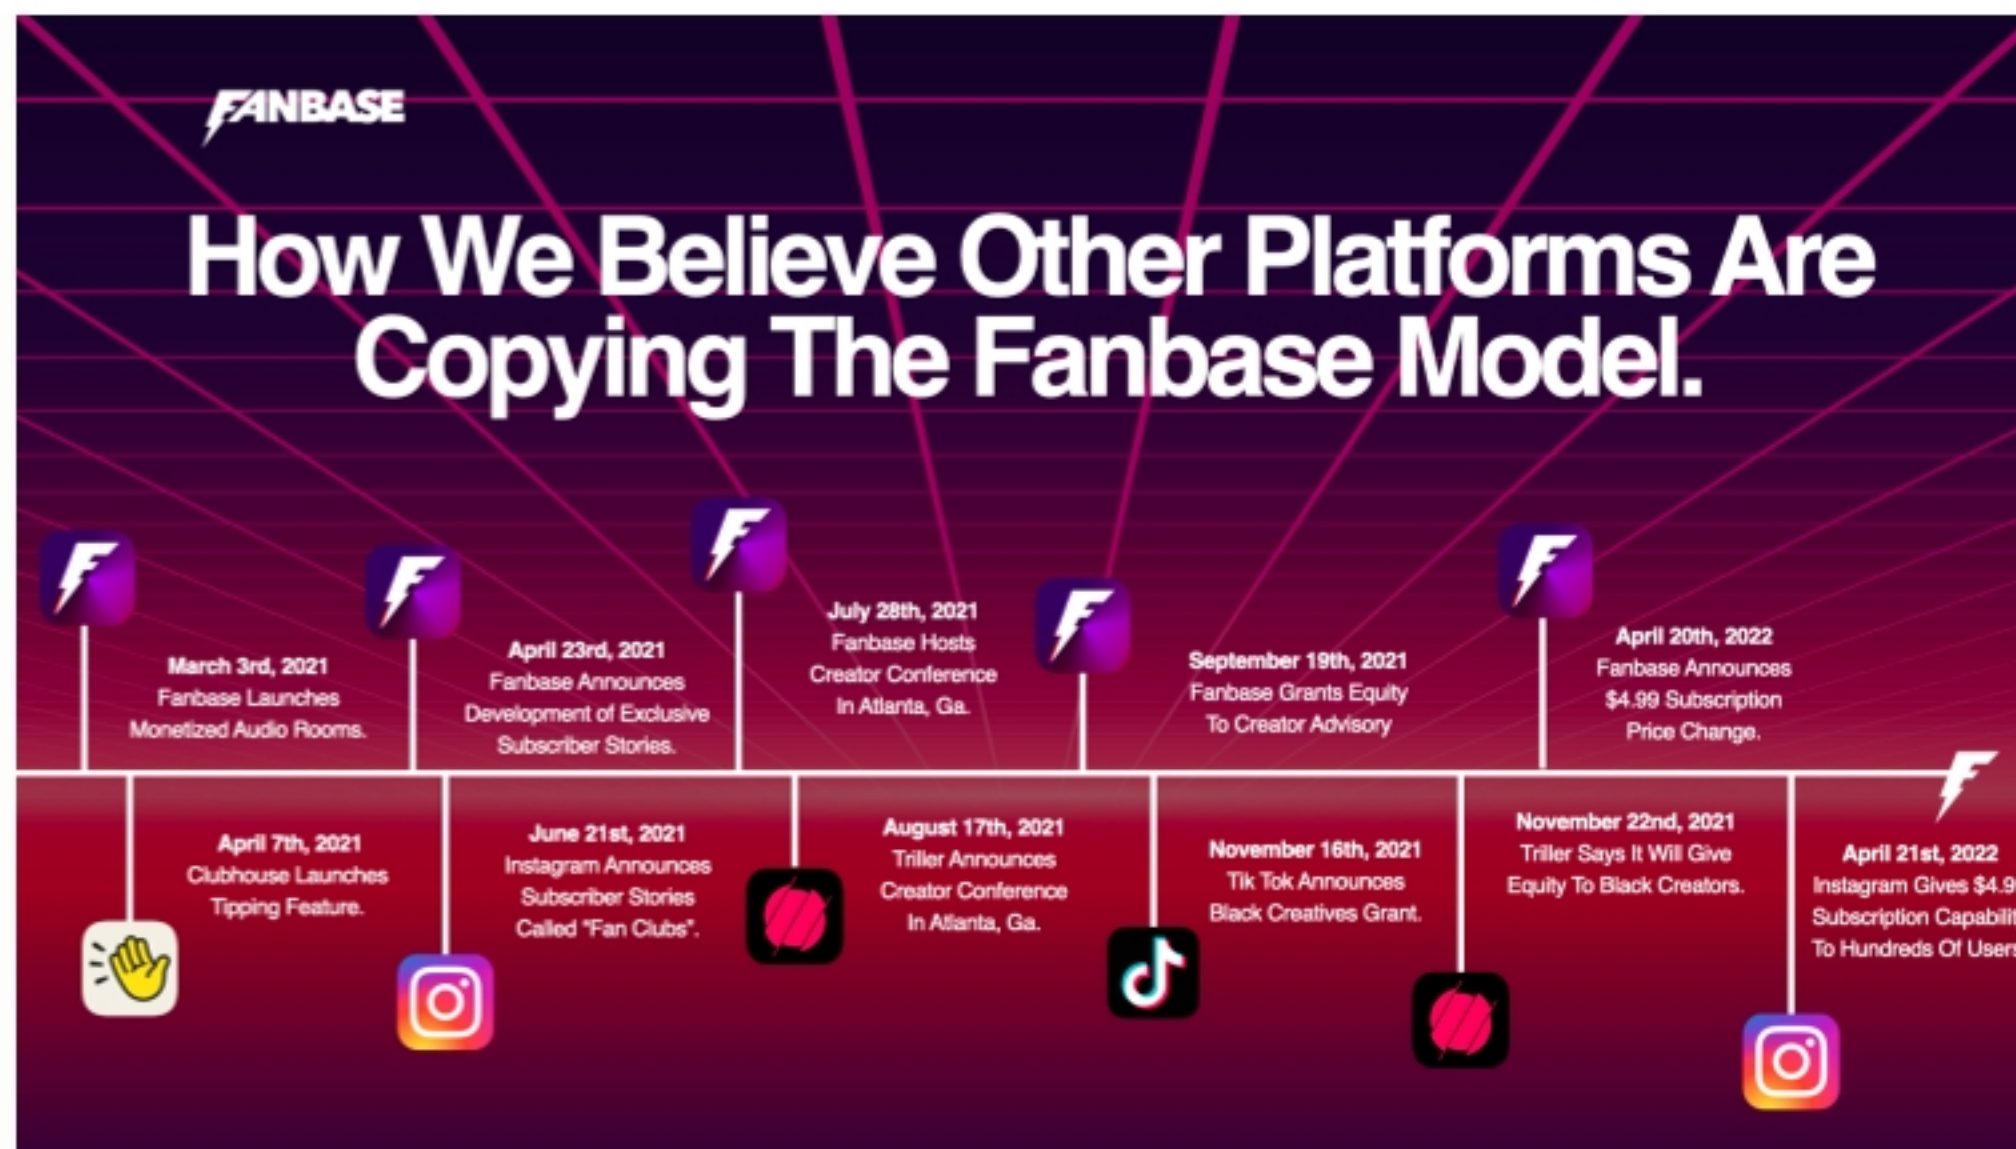 FANBASE
How We Believe Other Platforms Are
Copying The Fanbase Model.
March 3rd, 2021
Fanbase Launches
Monetized Audio Rooms.
April 23rd, 2021
Fanbase Announces
Development of Exclusive
Subscriber Stories.
July 28th, 2021
Fanbase Hosts
Creator Conference
In Atlanta, Ga.
September 19th, 2021
Fanbase Grants Equity
To Creator Advisory
April 20th, 2022
Fanbase Announces
$4.99 Subscription
Price Change.
April 7th, 2021
Clubhouse Launches
Tipping Feature.
June 21st, 2021
Instagram Announces
Subscriber Stories
Called "Fan Clubs".
August 17th, 2021
Triller Announces
Creator Conference
In Atlanta, Ga.
November 16th, 2021
Tik Tok Announces
Black Creatives Grant.
November 22nd, 2021
Triller Says It Will Give
Equity To Black Creators.
April 21st, 2022
Instagram Gives
Subscription
To Hundreds Of Users